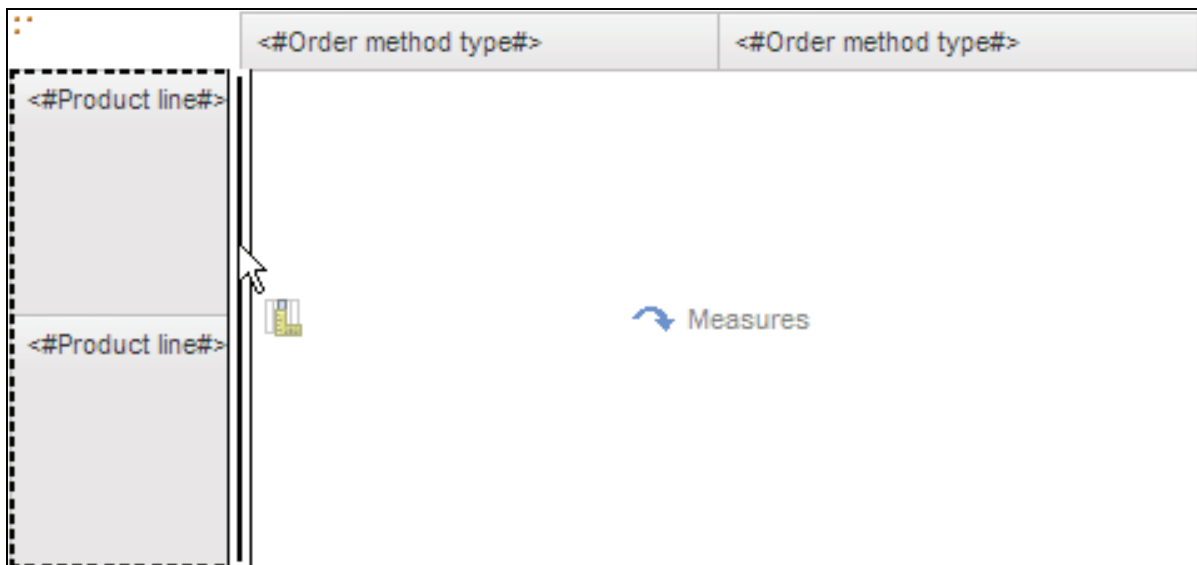 <#Order method type#> <#Order method type#>
<#Product line#>
Measures
<#Product line#>